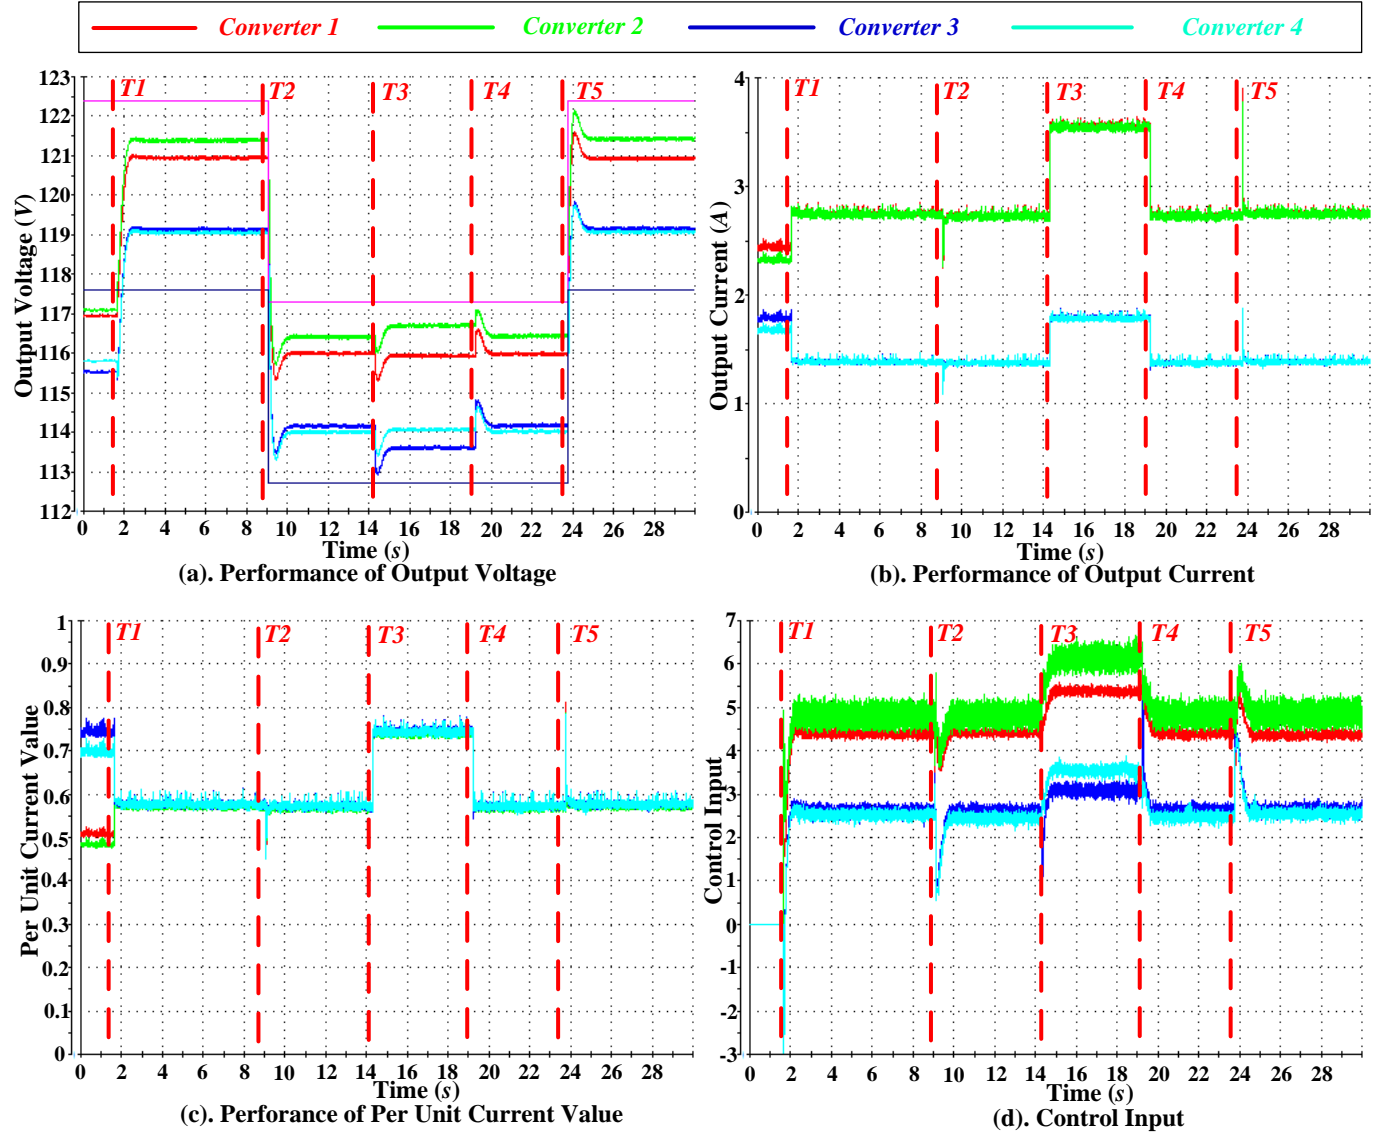 Converter 1 Converter 2 Converter 3 Converter 4
123
122
121
120
119
118
117
116
115
114
113
112
Output Voltage (V)
T1 T2 T3 T4 T5
0 2 4 6 8 10 12 14 16 18 20 22 24 26 28
Time (s)
(a). Performance of Output Voltage
4
3
2
1
0
Output Current (A)
T1 T2 T3 T4 T5
0 2 4 6 8 10 12 14 16 18 20 22 24 26 28
Time (s)
(b). Performance of Output Current
1
0.9
0.8
0.7
0.6
0.5
0.4
0.3
0.2
0.1
0
Per Unit Current Value
T1 T2 T3 T4 T5
0 2 4 6 8 10 12 14 16 18 20 22 24 26 28
Time (s)
(c). Perforance of Per Unit Current Value
7
6
5
4
3
2
1
0
-1
-2
-3
Control Input
T1 T2 T3 T4 T5
0 2 4 6 8 10 12 14 16 18 20 22 24 26 28
Time (s)
(d). Control Input